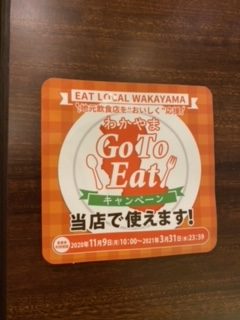 EAT LOCAL WAKAYAMA
地元飲食店を"おいしく"応援
わかやま
Go To
Eat
キャンペーン
当店で使えます!
2020年11月9日(月)10:00〜2021年3月31日(水)23:59